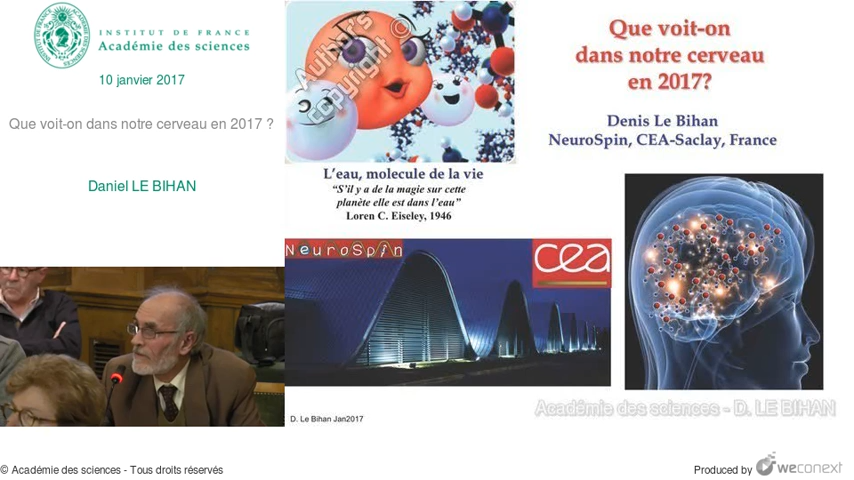 INSTITUT DE FRANCE
Académie des sciences
10 janvier 2017
Que voit-on dans notre cerveau en 2017 ?
Daniel LE BIHAN
Author's
Copyright ©
L'eau, molecule de la vie
“S'il y a de la magie sur cette
planète elle est dans l'eau”
Loren C. Eiseley, 1946
NeuroSpin
cea
D. Le Bihan Jan2017
Que voit-on
dans notre cerveau
en 2017?
Denis Le Bihan
NeuroSpin, CEA-Saclay, France
Académie des sciences - D. LE BIHAN
© Académie des sciences - Tous droits réservés
Produced by weconext